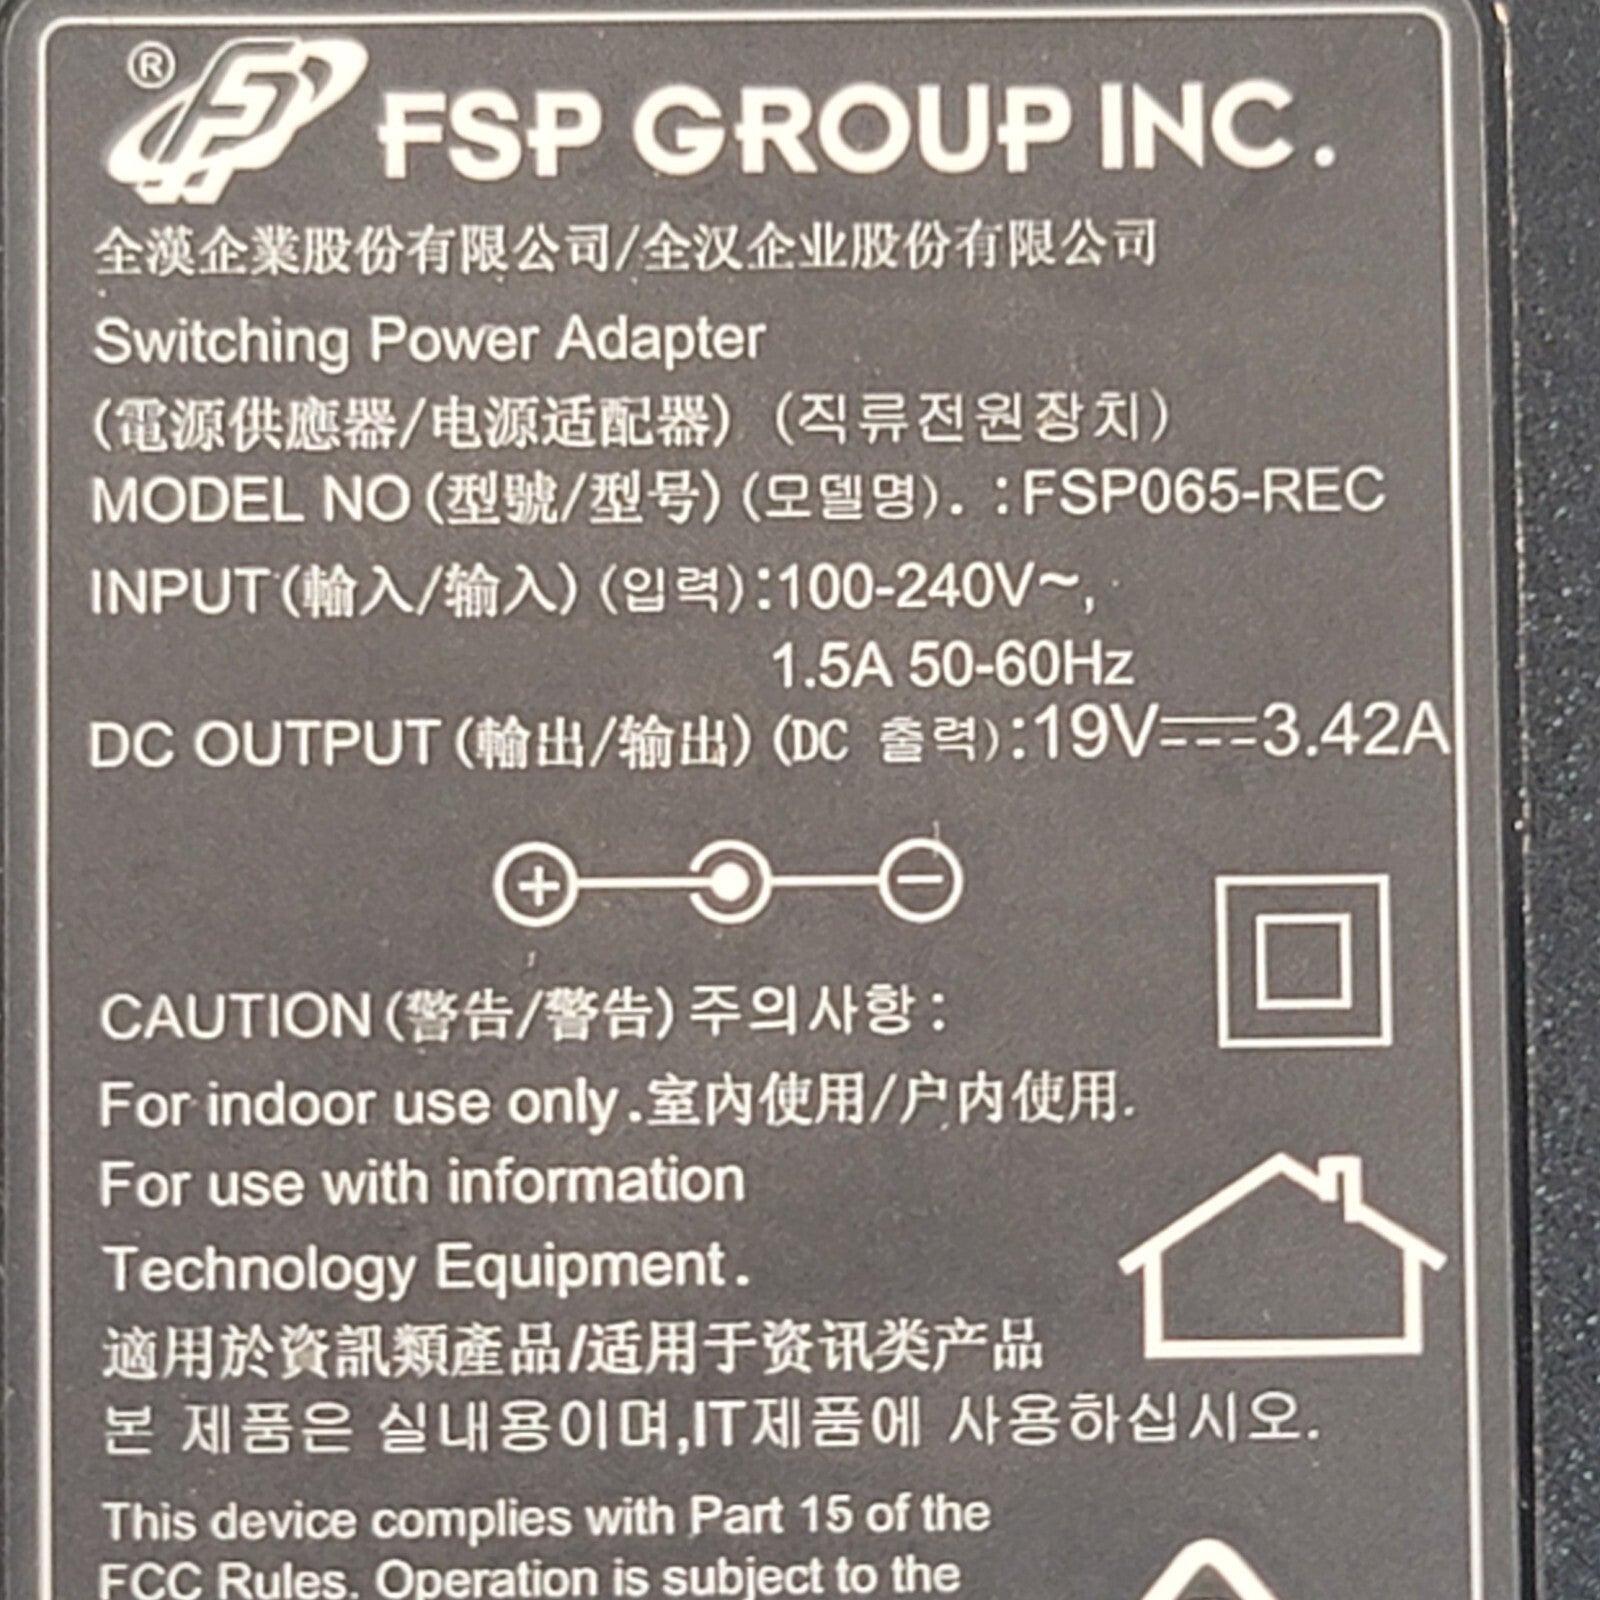 ® FSP GROUP INC.
全漢企業股份有限公司/全汉企业股份有限公司
Switching Power Adapter
(電源供應器/电源适配器) (직류전원장치)
MODEL NO(型號/型号)(모델명). :FSP065-REC
INPUT(輸入/输入)(입력):100-240V~,
1.5A 50-60Hz
DC OUTPUT(輸出/输出)(DC 출력):19V⎓3.42A
CAUTION(警告/警告)주의사항:
For indoor use only.室內使用/户内使用.
For use with information
Technology Equipment.
適用於資訊類產品/适用于资讯类产品
본 제품은 실내용이며,IT제품에 사용하십시오.
This device complies with Part 15 of the
FCC Rules. Operation is subject to the